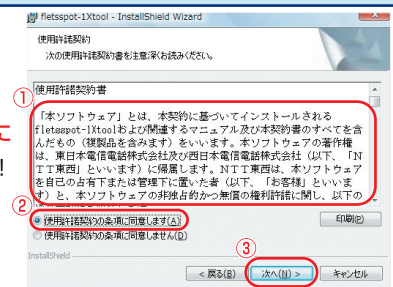 fletsspot-1Xtool - InstallShield Wizard
使用許諾契約
次の使用許諾契約書を注意深くお読みください。
①
使用許諾契約書
「本ソフトウェア」とは、本契約に基づいてインストールされる
fletsspot-1Xtoolおよび関連するマニュアル及び本契約書のすべてを含
んだもの（複製品を含みます）をいいます。本ソフトウェアの著作権
は、東日本電信電話株式会社及び西日本電信電話株式会社（以下、「N
TT東西」といいます）に帰属します。NTT東西は、本ソフトウェア
を自己の占有下または管理下に置いた者（以下、「お客様」といいま
す）と、本ソフトウェアの非独占的かつ無償の権利許諾に関し、以下の
に
!
②
使用許諾契約の条項に同意します(A)
印刷(P)
使用許諾契約の条項に同意しません(D)
③
InstallShield
< 戻る(B)
次へ(N) >
キャンセル